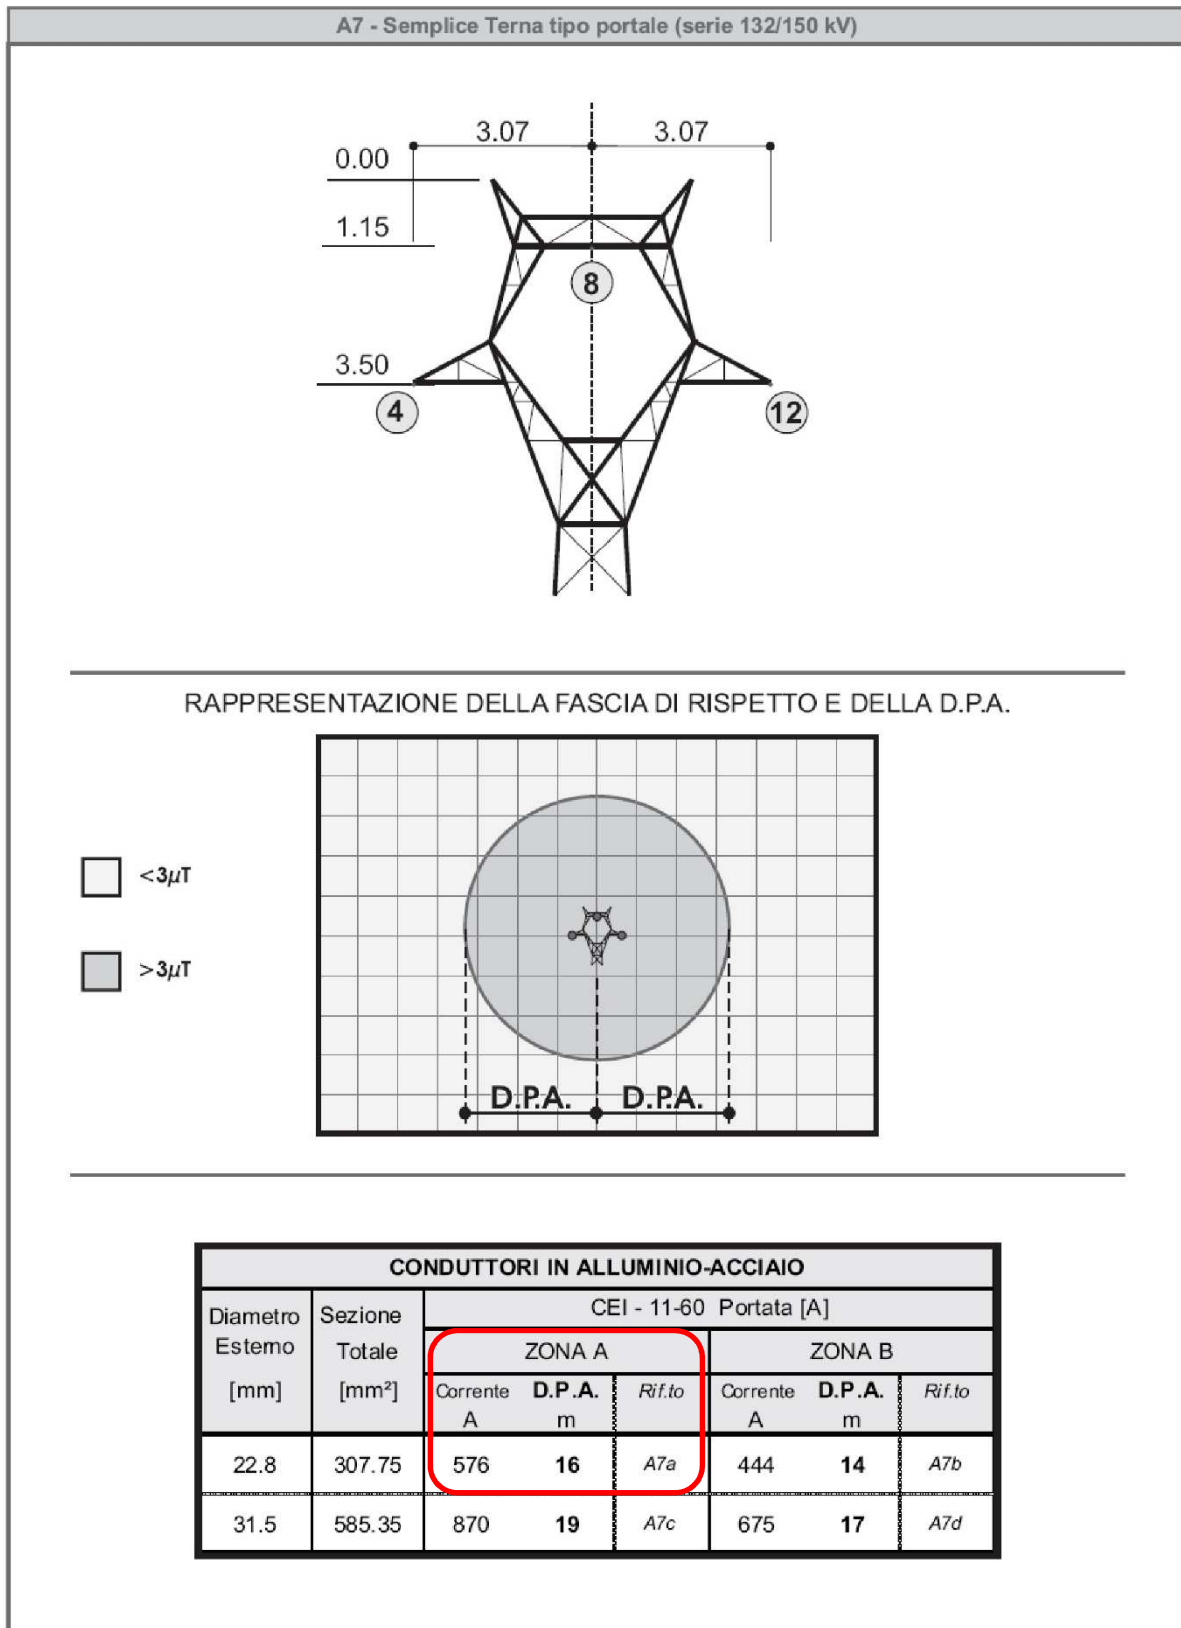 A7 - Semplice Terna tipo portale (serie 132/150 kV)
3.07 3.07
0.00
1.15
8
3.50
4 12
RAPPRESENTAZIONE DELLA FASCIA DI RISPETTO E DELLA D.P.A.
<3μT
>3μT
D.P.A. D.P.A.
CONDUTTORI IN ALLUMINIO-ACCIAIO
Diametro Esterno [mm] Sezione Totale [mm²] CEI - 11-60 Portata [A]
ZONA A ZONA B
Corrente A D.P.A. m Rif.to Corrente A D.P.A. m Rif.to
22.8 307.75 576 16 A7a 444 14 A7b
31.5 585.35 870 19 A7c 675 17 A7d